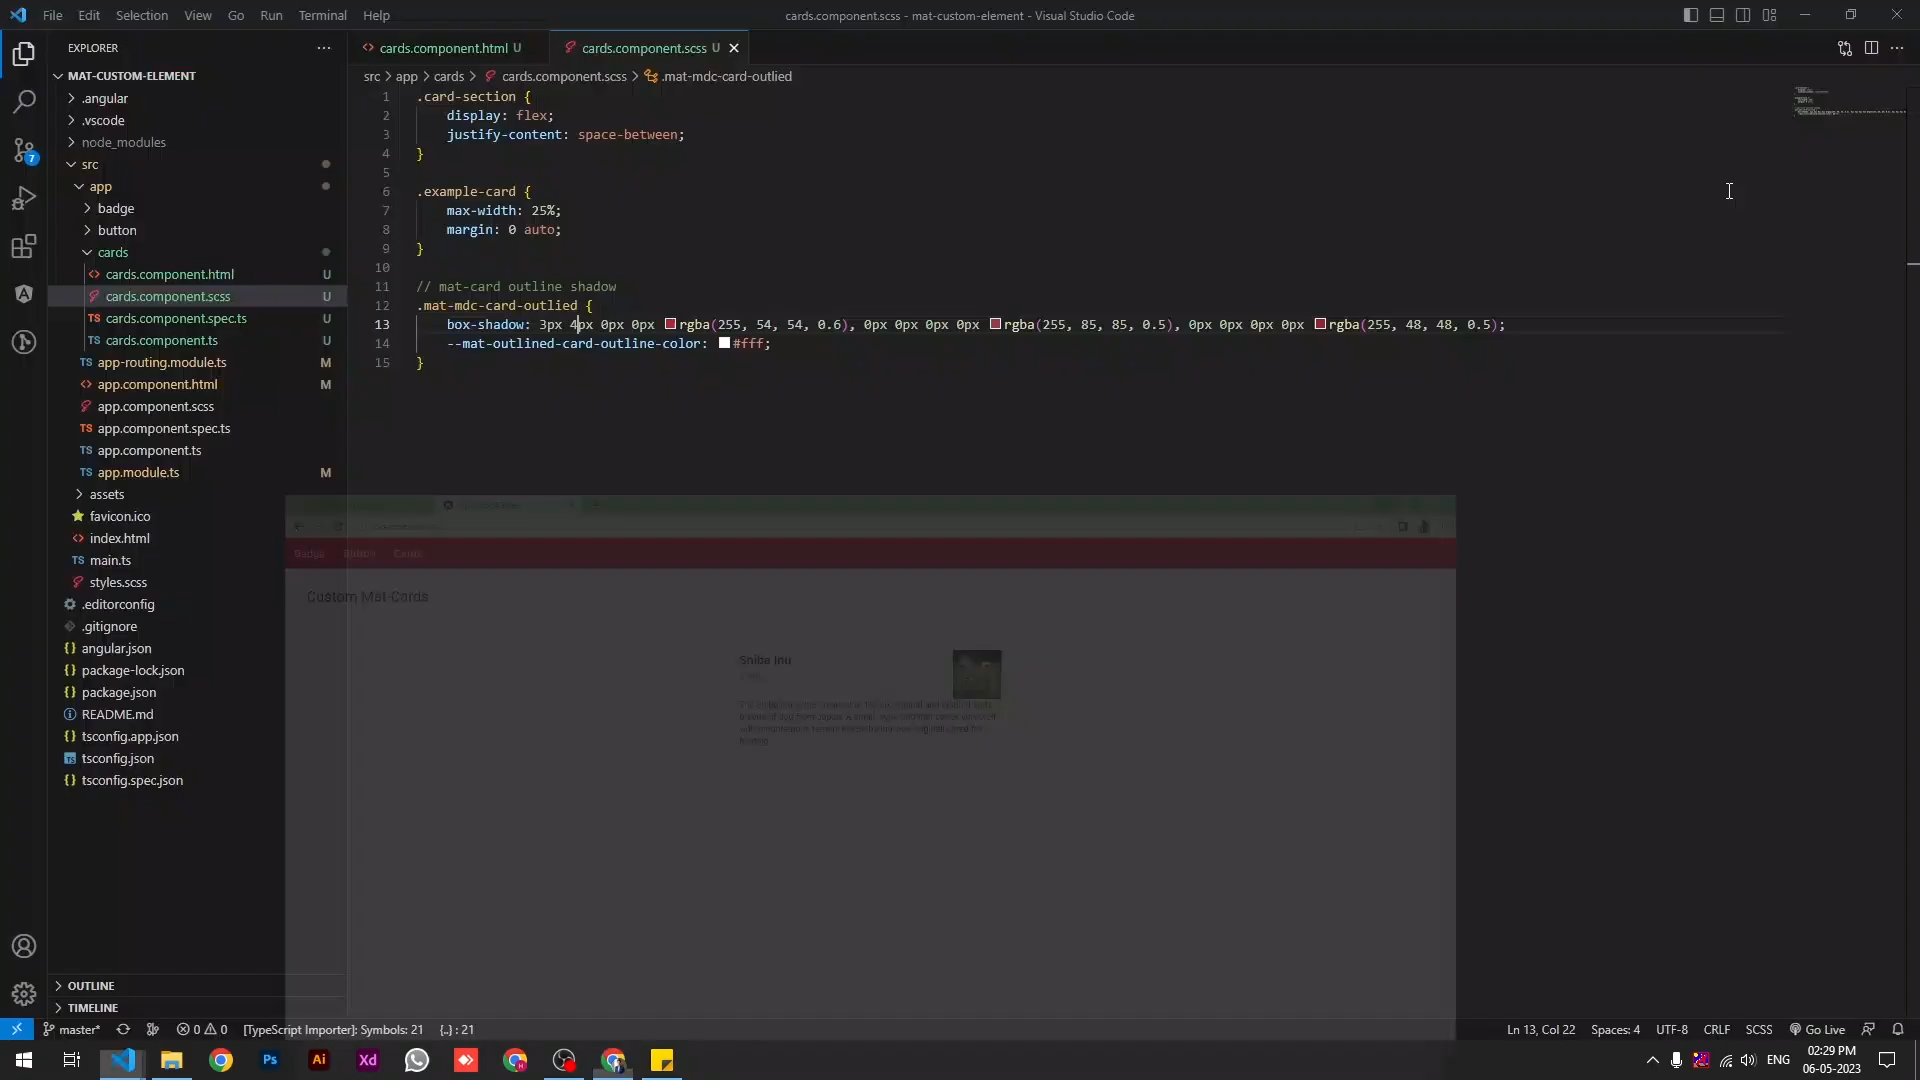 File Edit Selection View Go Run Terminal Help
cards.component.scss - mat-custom-element - Visual Studio Code
EXPLORER
MAT-CUSTOM-ELEMENT
.angular
.vscode
node_modules
src
app
badge
button
cards
cards.component.html U
cards.component.scss U
cards.component.spec.ts U
cards.component.ts U
app-routing.module.ts M
app.component.html M
app.component.scss
app.component.spec.ts
app.component.ts
app.module.ts M
assets
favicon.ico
index.html
main.ts
styles.scss
.editorconfig
.gitignore
angular.json
package-lock.json
package.json
README.md
tsconfig.app.json
tsconfig.json
tsconfig.spec.json
OUTLINE
TIMELINE
7
cards.component.html U
cards.component.scss U
src > app > cards > cards.component.scss > .mat-mdc-card-outlied
1 .card-section {
2 display: flex;
3 justify-content: space-between;
4 }
5
6 .example-card {
7 max-width: 25%;
8 margin: 0 auto;
9 }
10
11 // mat-card outline shadow
12 .mat-mdc-card-outlied {
13 box-shadow: 3px 4px 0px 0px rgba(255, 54, 54, 0.6), 0px 0px 0px 0px rgba(255, 85, 85, 0.5), 0px 0px 0px 0px rgba(255, 48, 48, 0.5);
14 --mat-outlined-card-outline-color: #fff;
15 }
Badge Button Cards
Custom Mat-Cards
Shiba Inu
master* 0 0 [TypeScript Importer]: Symbols: 21 {..} : 21
Ln 13, Col 22 Spaces: 4 UTF-8 CRLF SCSS Go Live
Ps Ai Xd
ENG
02:29 PM
06-05-2023